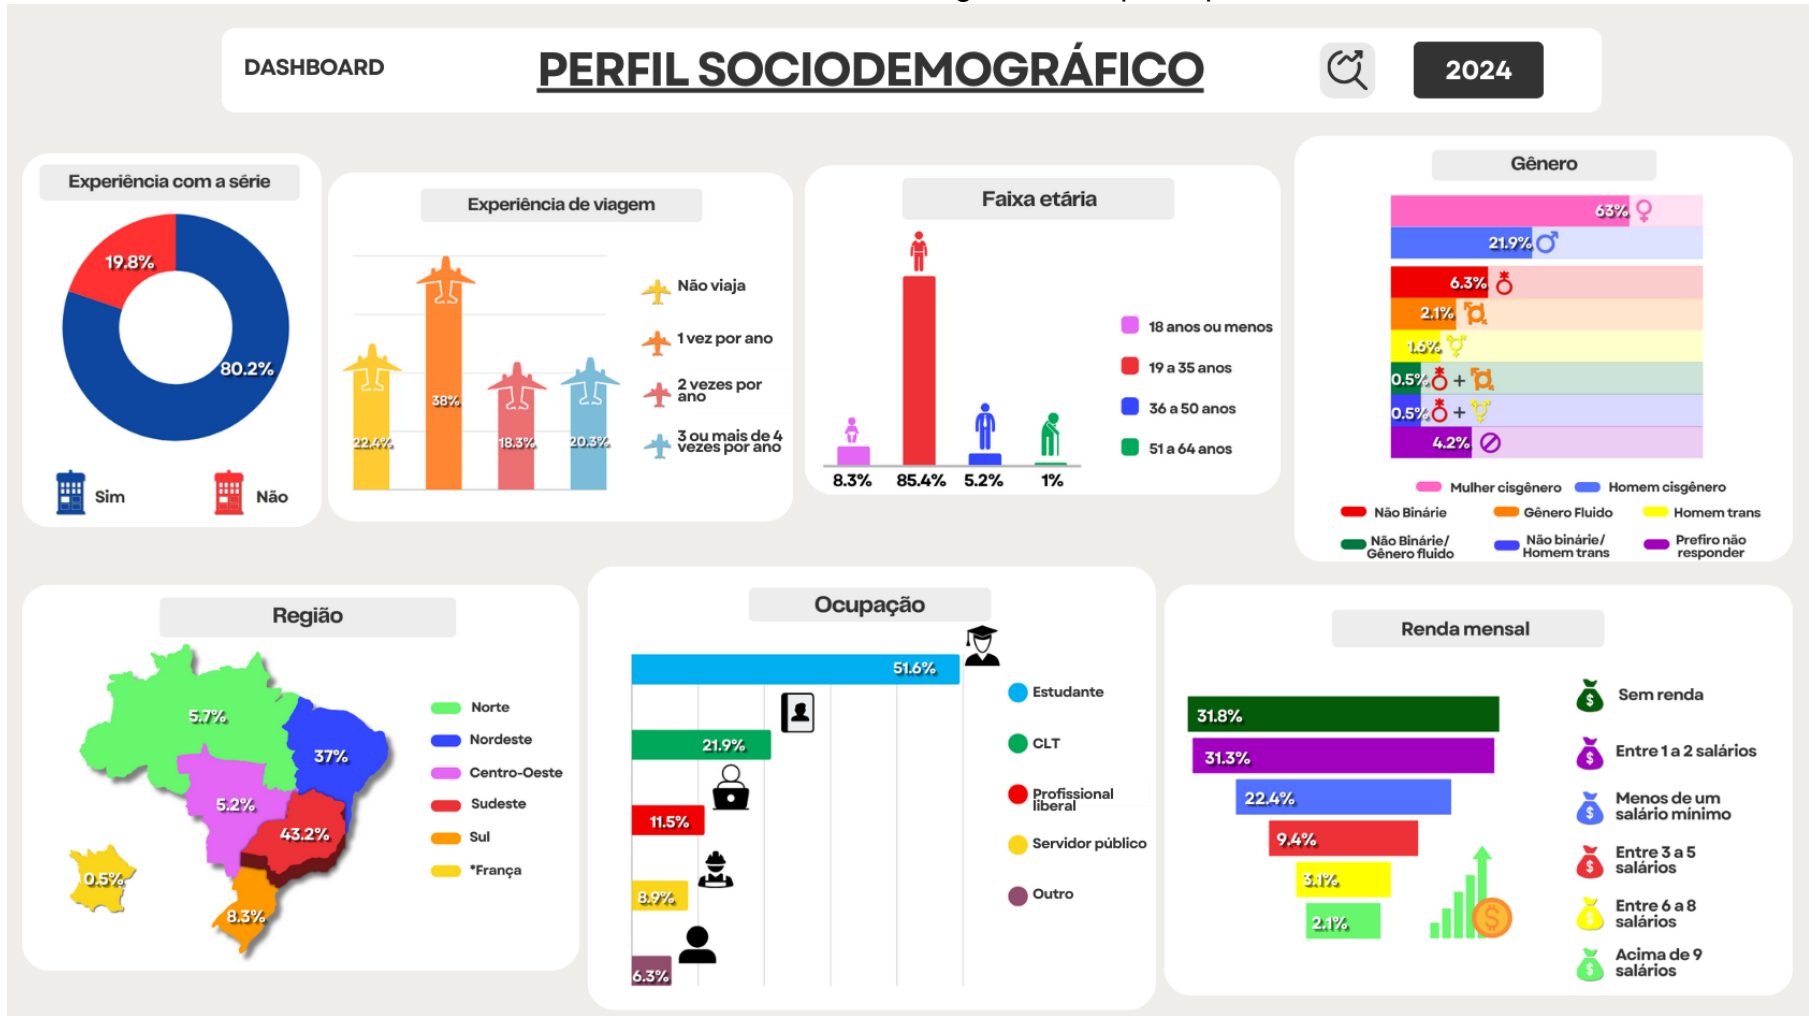 DASHBOARD
PERFIL SOCIODEMOGRÁFICO
2024
Experiência com a série
19.8%
80.2%
Sim
Não
Experiência de viagem
22.4%
38%
18.3%
20.3%
Não viaja
1 vez por ano
2 vezes por
ano
3 ou mais de 4
vezes por ano
Faixa etária
8.3%
85.4%
5.2%
1%
18 anos ou menos
19 a 35 anos
36 a 50 anos
51 a 64 anos
Gênero
63%
21.9%
6.3%
2.1%
1.6%
0.5%
+
0.5%
+
4.2%
Mulher cisgênero
Homem cisgênero
Não Binárie
Gênero Fluido
Homem trans
Não Binárie/
Gênero fluido
Não binárie/
Homem trans
Prefiro não
responder
Região
5.7%
37%
5.2%
43.2%
0.5%
8.3%
Norte
Nordeste
Centro-Oeste
Sudeste
Sul
*França
Ocupação
51.6%
21.9%
11.5%
8.9%
6.3%
Estudante
CLT
Profissional
liberal
Servidor público
Outro
Renda mensal
31.8%
31.3%
22.4%
9.4%
3.1%
2.1%
Sem renda
Entre 1 a 2 salários
Menos de um
salário mínimo
Entre 3 a 5
salários
Entre 6 a 8
salários
Acima de 9
salários